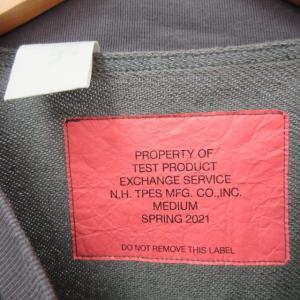 PROPERTY OF
TEST PRODUCT
EXCHANGE SERVICE
N.H. TPES MFG. CO.,INC.
MEDIUM
SPRING 2021
DO NOT REMOVE THIS LABEL